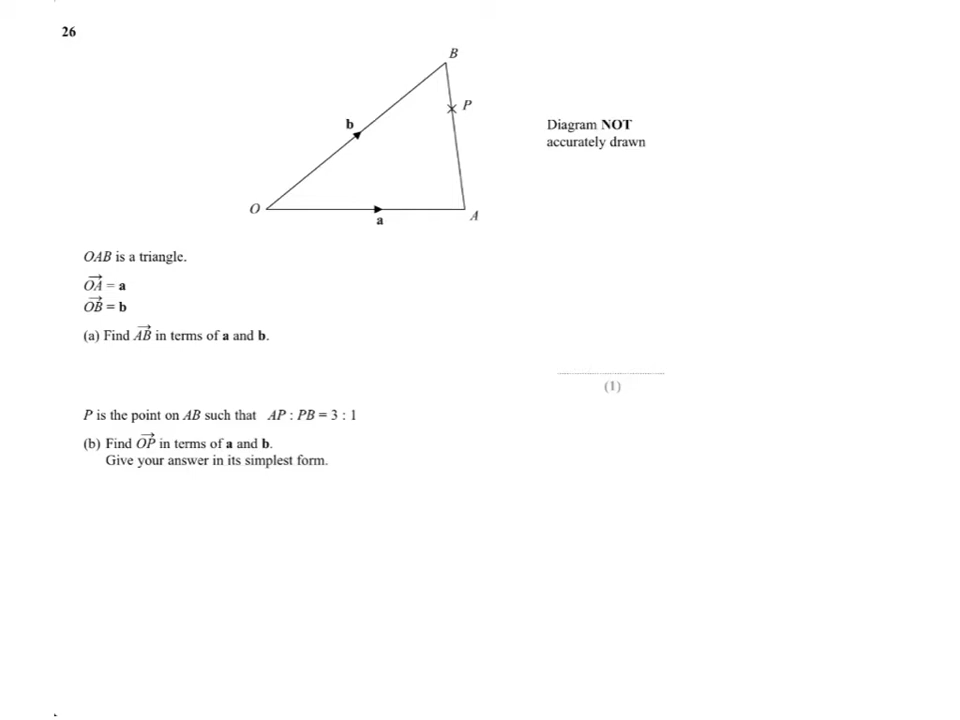 26
B
P
b
Diagram NOT
accurately drawn
O
A
a
OAB is a triangle.
OA = a
OB = b
(a) Find AB in terms of a and b.
(1)
P is the point on AB such that AP : PB = 3 : 1
(b) Find OP in terms of a and b.
Give your answer in its simplest form.